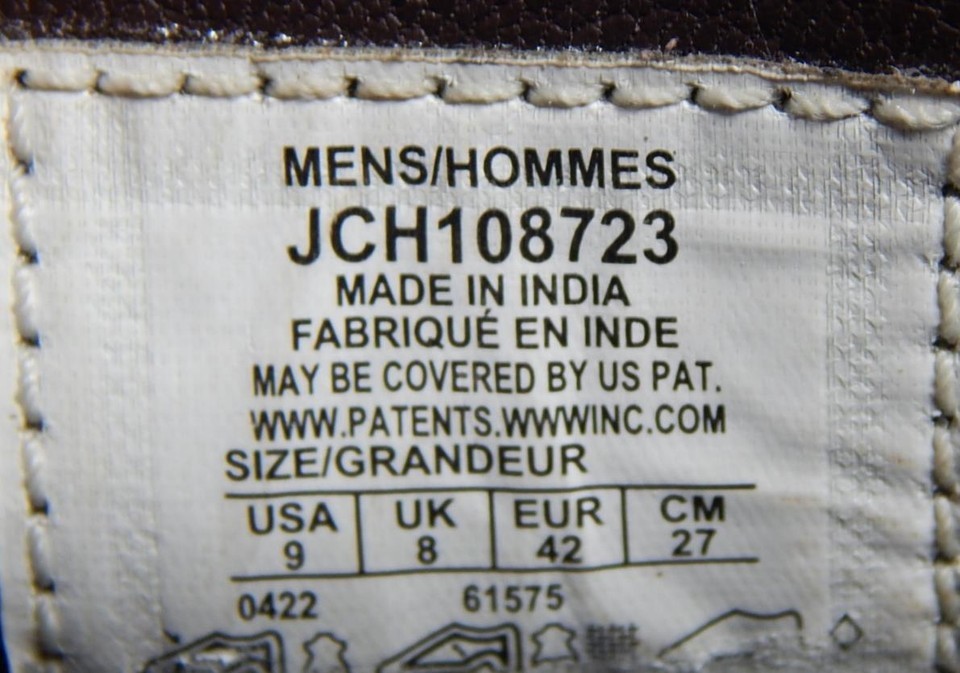 MENS/HOMMES
JCH108723
MADE IN INDIA
FABRIQUÉ EN INDE
MAY BE COVERED BY US PAT.
WWW.PATENTS.WWWINC.COM
SIZE/GRANDEUR
USA UK EUR CM
9 8 42 27
0422 61575